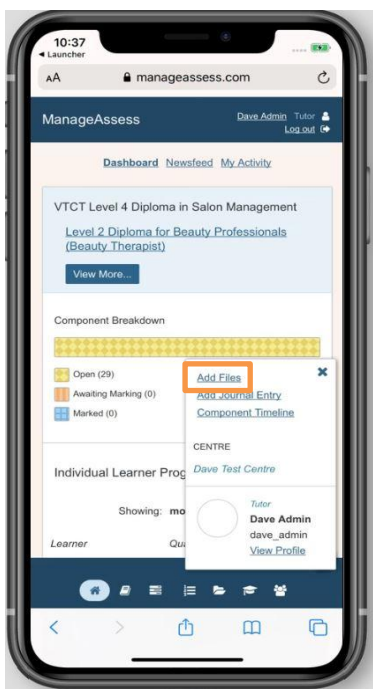 10:37
Launcher
AA manageassess.com
ManageAssess
Dave Admin Tutor
Log out
Dashboard Newsfeed My Activity
VTCT Level 4 Diploma in Salon Management
Level 2 Diploma for Beauty Professionals
(Beauty Therapist)
View More...
Component Breakdown
Open (29)
Awaiting Marking (0)
Marked (0)
Add Files
Add Journal Entry
Component Timeline
CENTRE
Dave Test Centre
Tutor
Dave Admin
dave_admin
View Profile
Individual Learner Prog
Showing: mo
Learner Qua